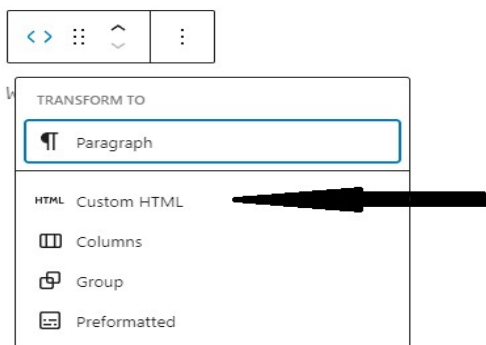 TRANSFORM TO
Paragraph
HTML Custom HTML
Columns
Group
Preformatted